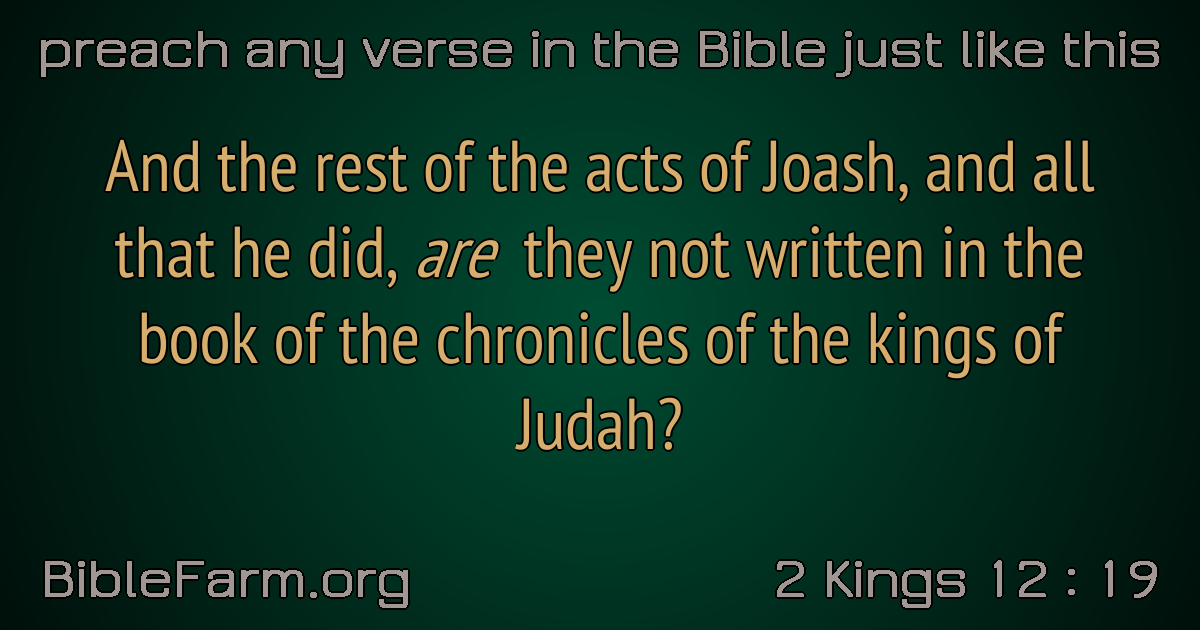 preach any verse in the Bible just like this
And the rest of the acts of Joash, and all
that he did, are they not written in the
book of the chronicles of the kings of
Judah?
BibleFarm.org
2 Kings 12 : 19